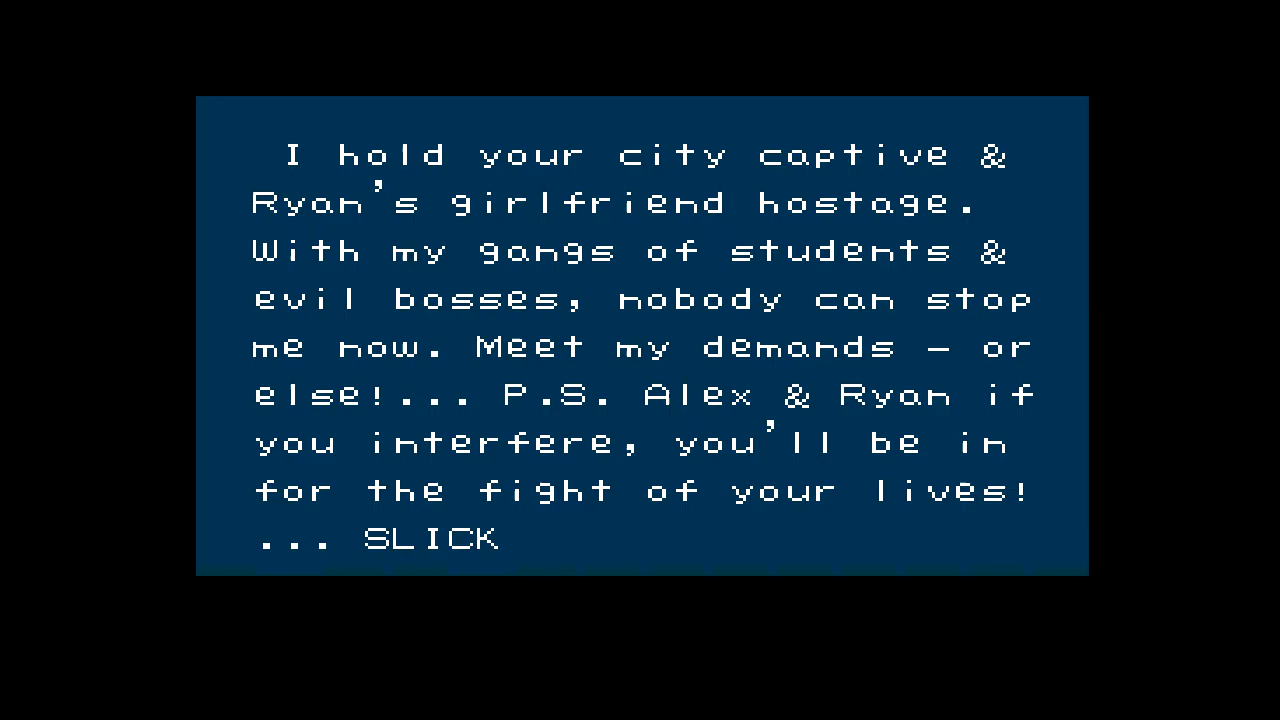 I hold your city captive &
Ryan's girlfriend hostage.
With my gangs of students &
evil bosses, nobody can stop
me now. Meet my demands – or
else!... P.S. Alex & Ryan if
you interfere, you'll be in
for the fight of your lives!
... SLICK